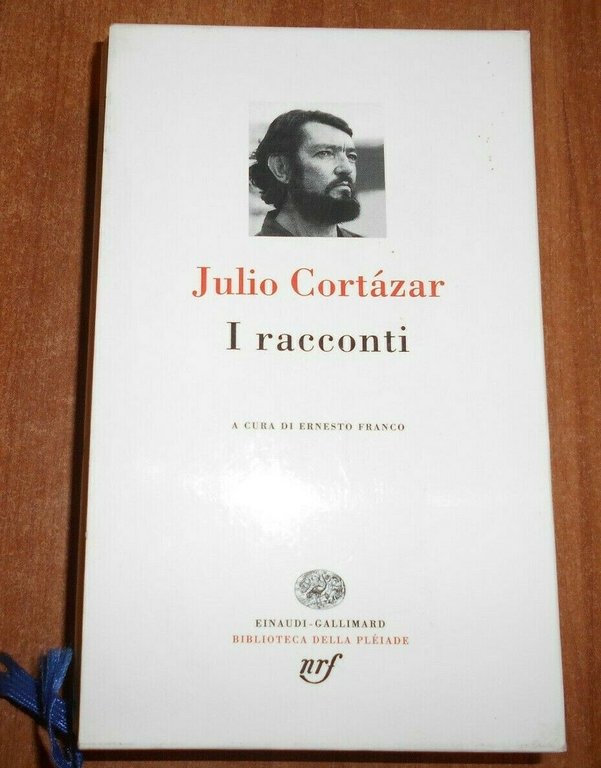 Julio Cortázar
I racconti
A CURA DI ERNESTO FRANCO
EINAUDI-GALLIMARD
BIBLIOTECA DELLA PLÉIADE
nrf